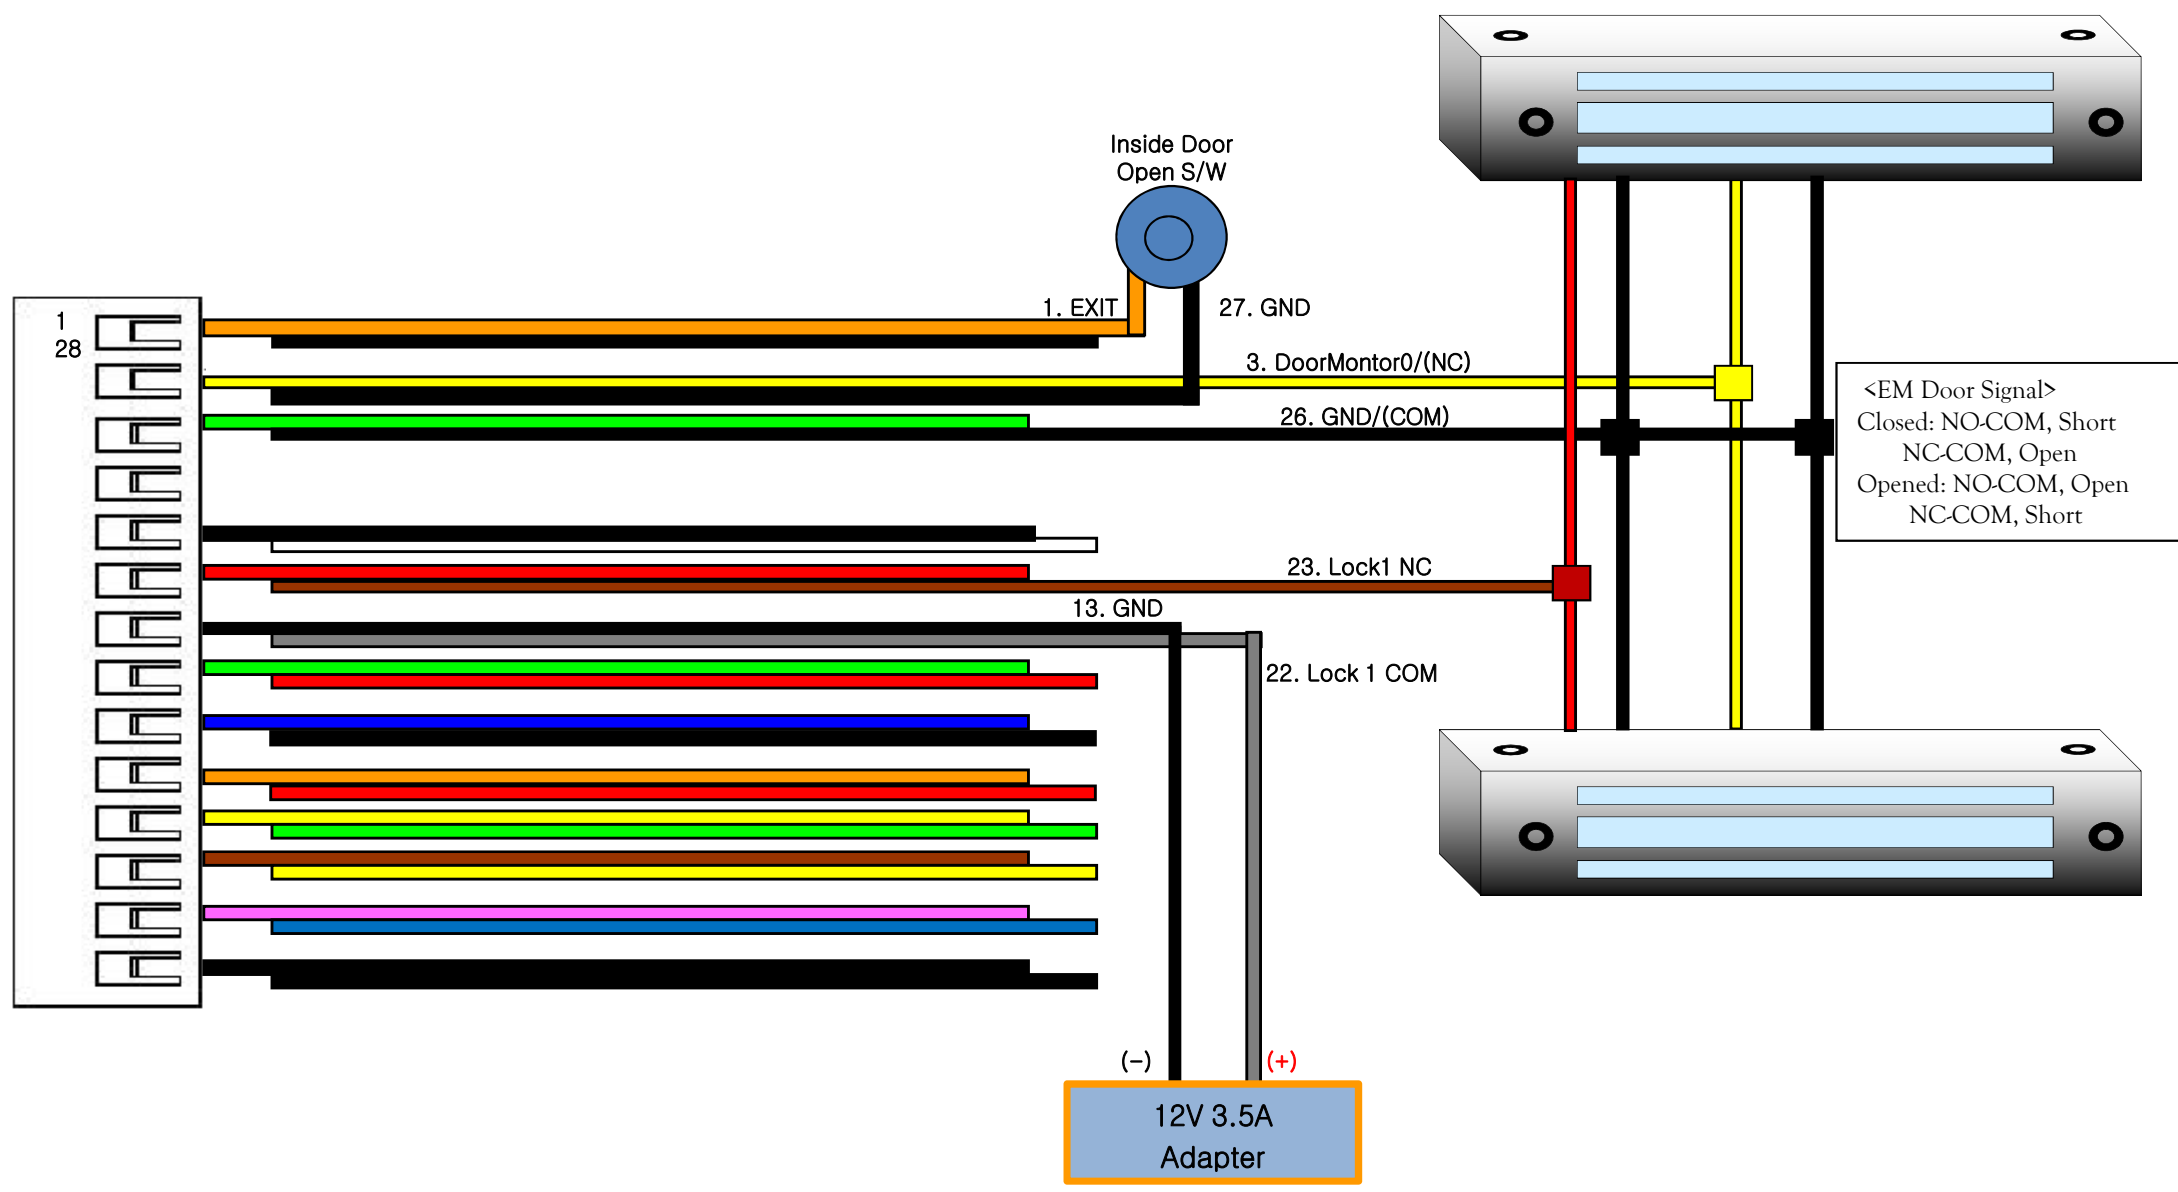 Inside Door
Open S/W
1. EXIT
27. GND
1
28
3. DoorMontor0/(NC)
26. GND/(COM)
<EM Door Signal>
Closed: NO-COM, Short
NC-COM, Open
Opened: NO-COM, Open
NC-COM, Short
23. Lock1 NC
13. GND
22. Lock 1 COM
(-)
(+)
12V 3.5A
Adapter